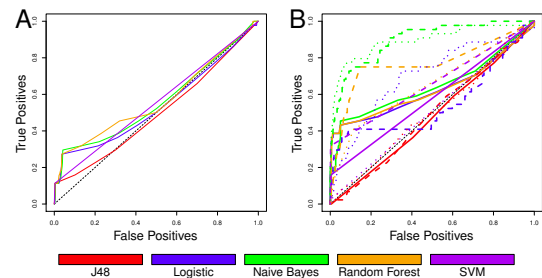 A
B
True Positives
1.0
0.8
0.6
0.4
0.2
0.0
0.0 0.2 0.4 0.6 0.8 1.0
False Positives
True Positives
1.0
0.8
0.6
0.4
0.2
0.0
0.0 0.2 0.4 0.6 0.8 1.0
False Positives
J48 Logistic Naive Bayes Random Forest SVM